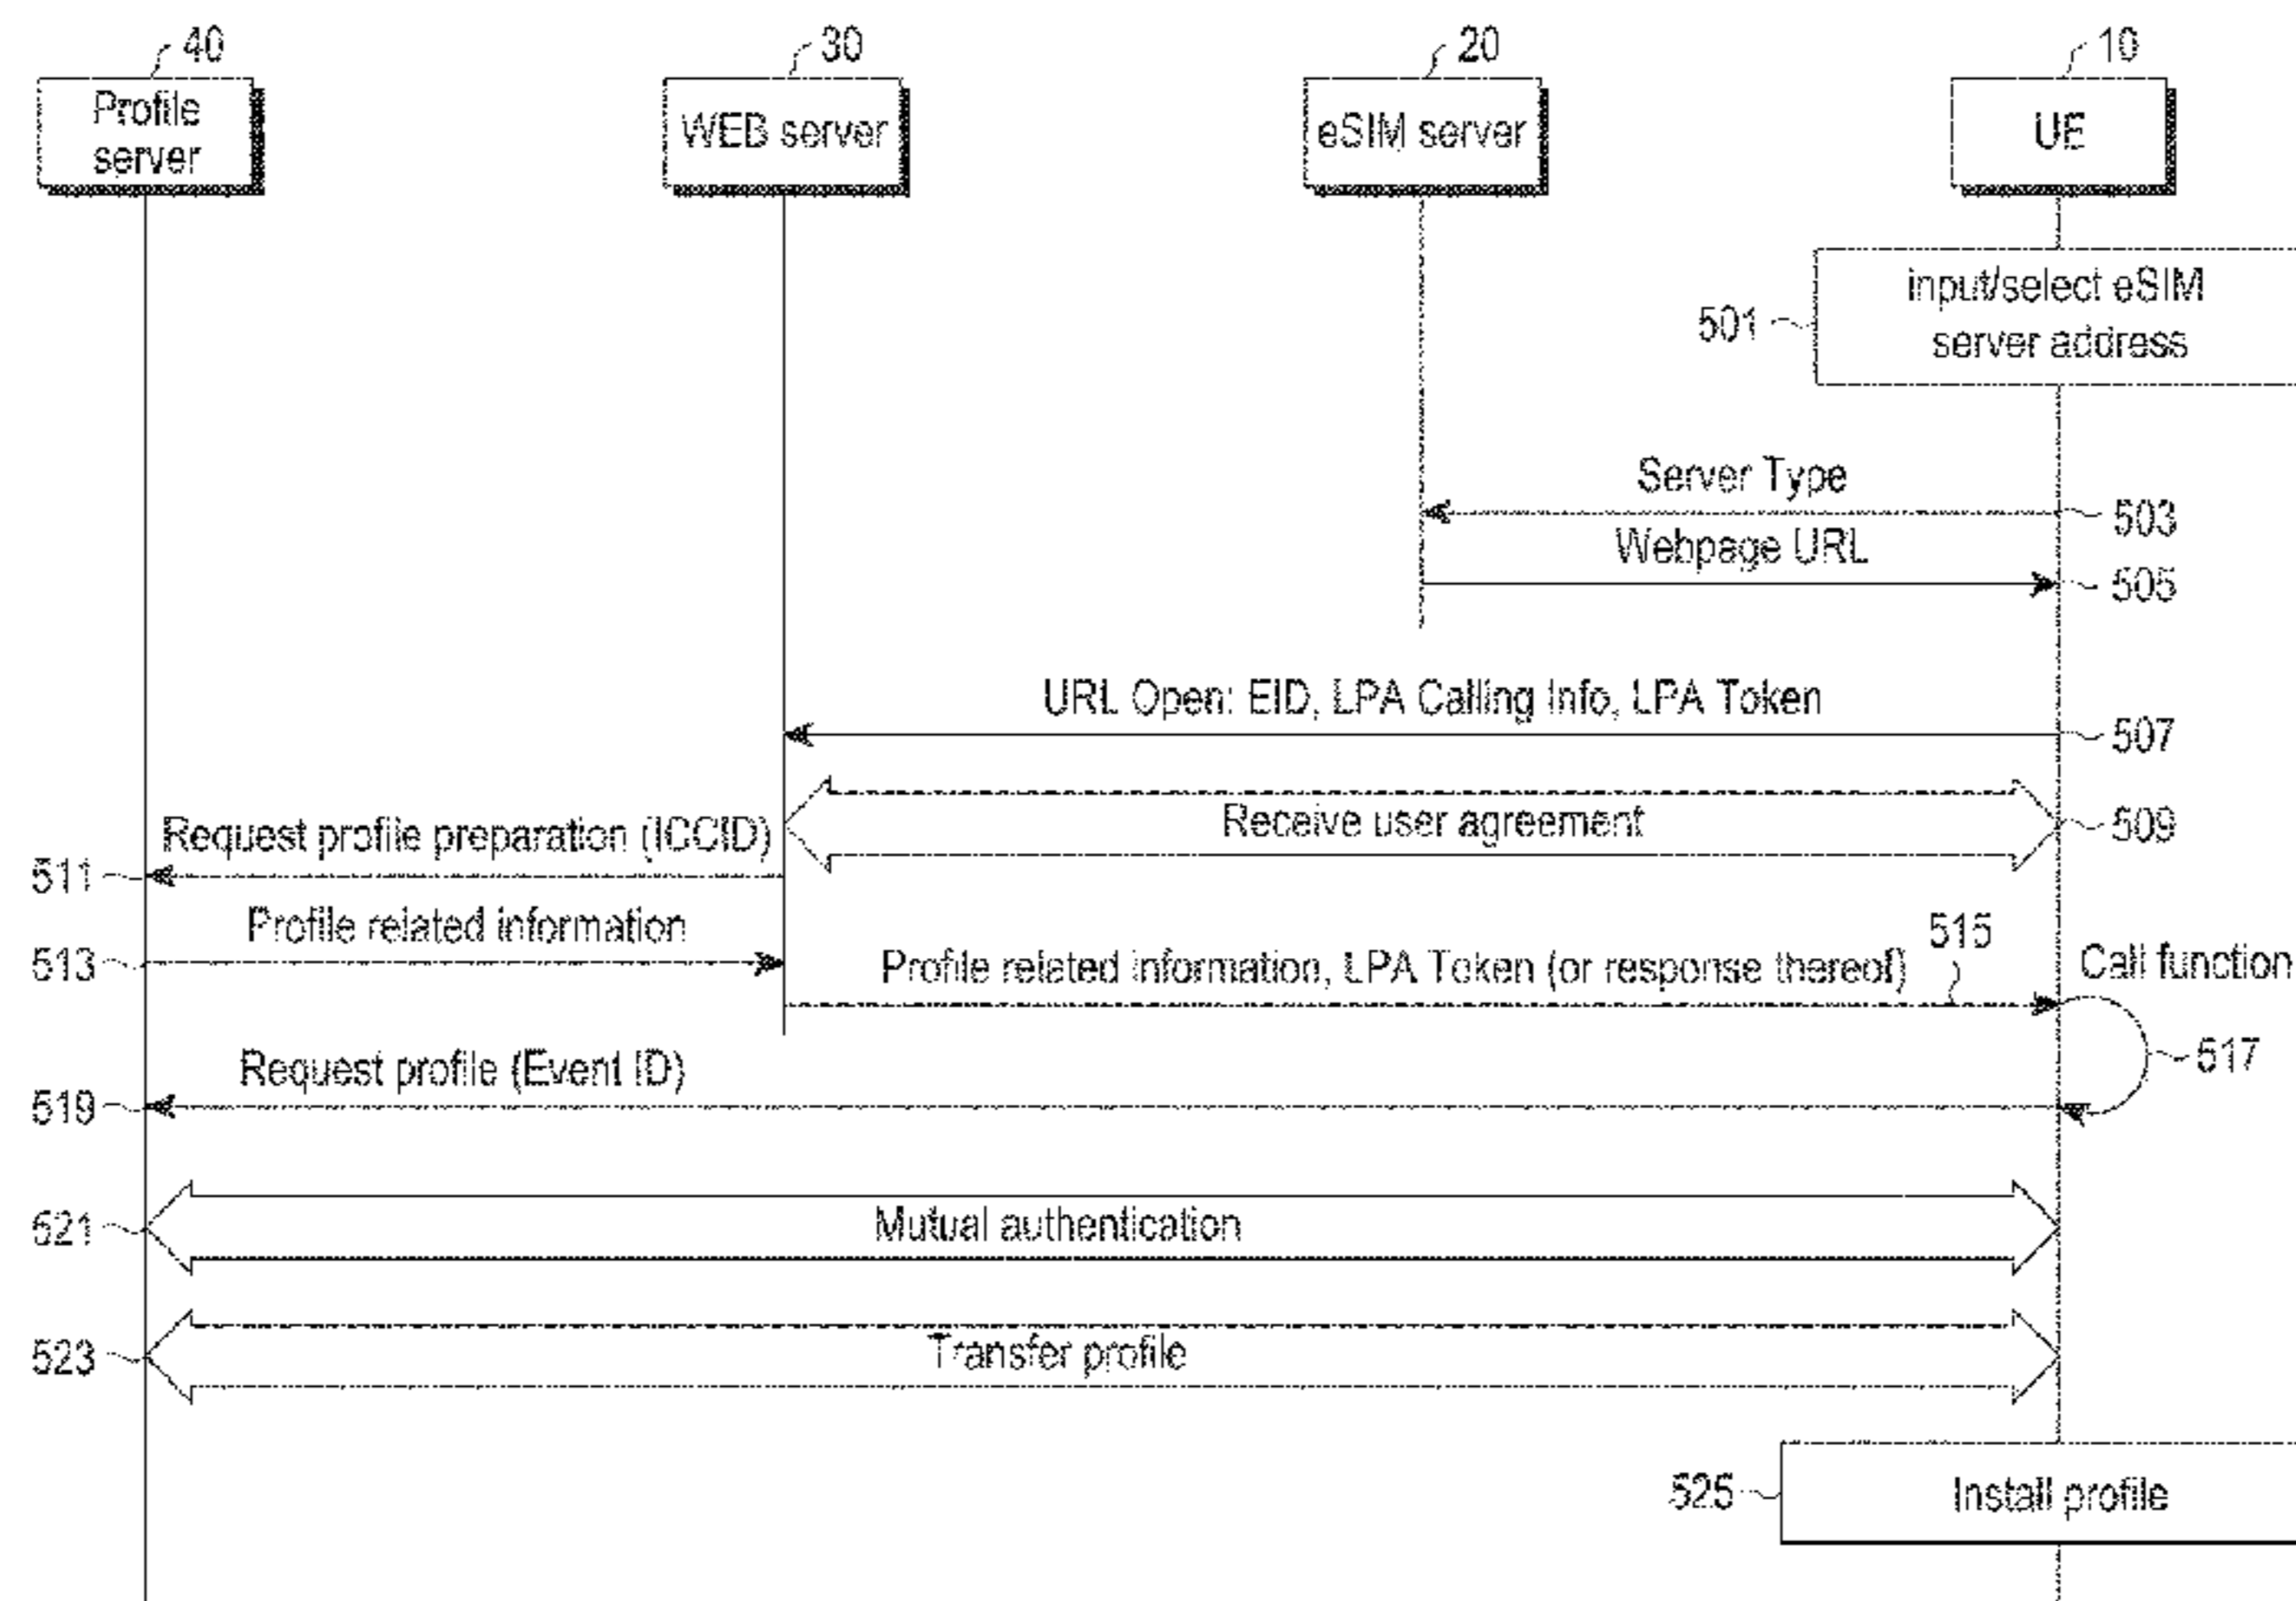 40
30
20
10
Profile
server
WEB server
eSIM server
UE
input/select eSIM
server address
501
Server Type
503
Webpage URL
505
URL Open: EID, LPA Calling Info, LPA Token
507
Receive user agreement
509
Request profile preparation (ICCID)
511
Profile related information
513
515
Profile related information, LPA Token (or response thereof)
Call function
517
Request profile (Event ID)
519
Mutual authentication
521
Transfer profile
523
Install profile
525